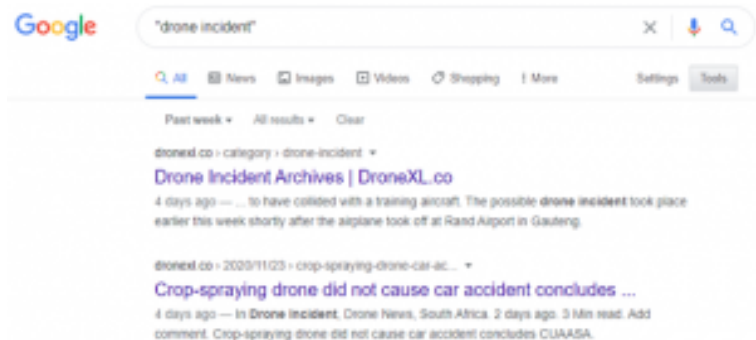 Google "drone incident"
All News Images Videos Shopping More Settings Tools
Past week All results Clear
dronexl.co › category › drone-incident
Drone Incident Archives | DroneXL.co
4 days ago — ... to have collided with a training aircraft. The possible drone incident took place
earlier this week shortly after the airplane took off at Rand Airport in Gauteng.
dronexl.co › 2020/11/23 › crop-spraying-drone-car-ac...
Crop-spraying drone did not cause car accident concludes ...
4 days ago — In Drone Incident, Drone News, South Africa. 2 days ago. 3 Min read. Add
comment. Crop-spraying drone did not cause car accident concludes CUAASA.